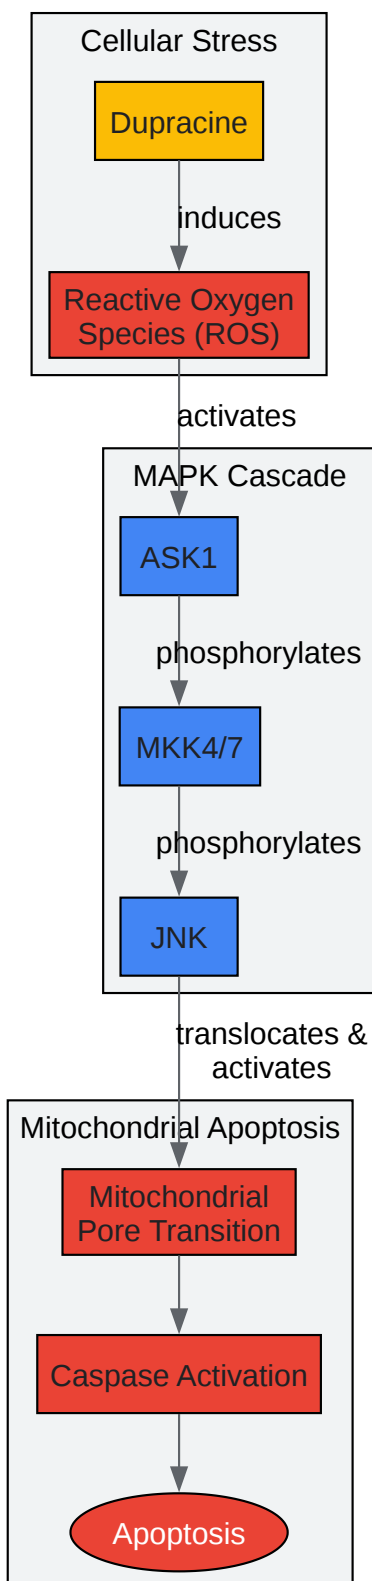 Cellular Stress
Dupracine
induces
Reactive Oxygen
Species (ROS)
activates
MAPK Cascade
ASK1
phosphorylates
MKK4/7
phosphorylates
JNK
translocates &
activates
Mitochondrial Apoptosis
Mitochondrial
Pore Transition
Caspase Activation
Apoptosis